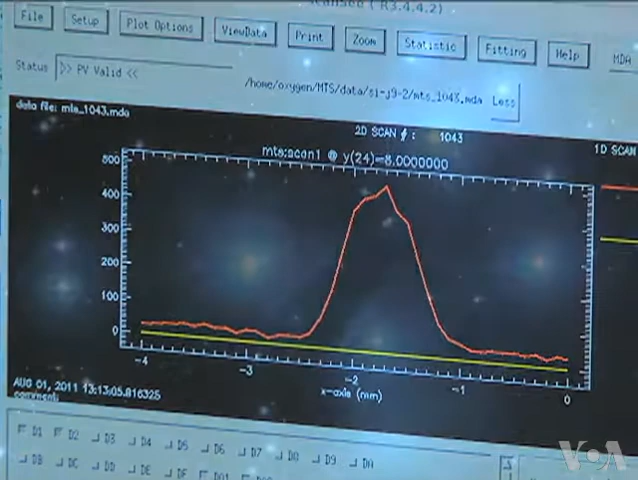 ScanSee ( R3.4.4.2)
File Setup Plot Options ViewData Print Zoom Statistic Fitting Help MDA
Status >> PV Valid << /home/oxygen/MTS/data/si-j9-2/mts_1043.mda Less
data file: mts_1043.mda
2D SCAN # : 1043
1D SCAN
mts:scan1 @ y(24)=8.0000000
500
400
300
200
100
0
-4 -3 -2 -1 0
x-axis (mm)
AUG 01, 2011 13:13:05.816325
comments
D1 D2 D3 D4 D5 D6 D7 D8 D9 DA
DB DC DD DE DF D01
VOA